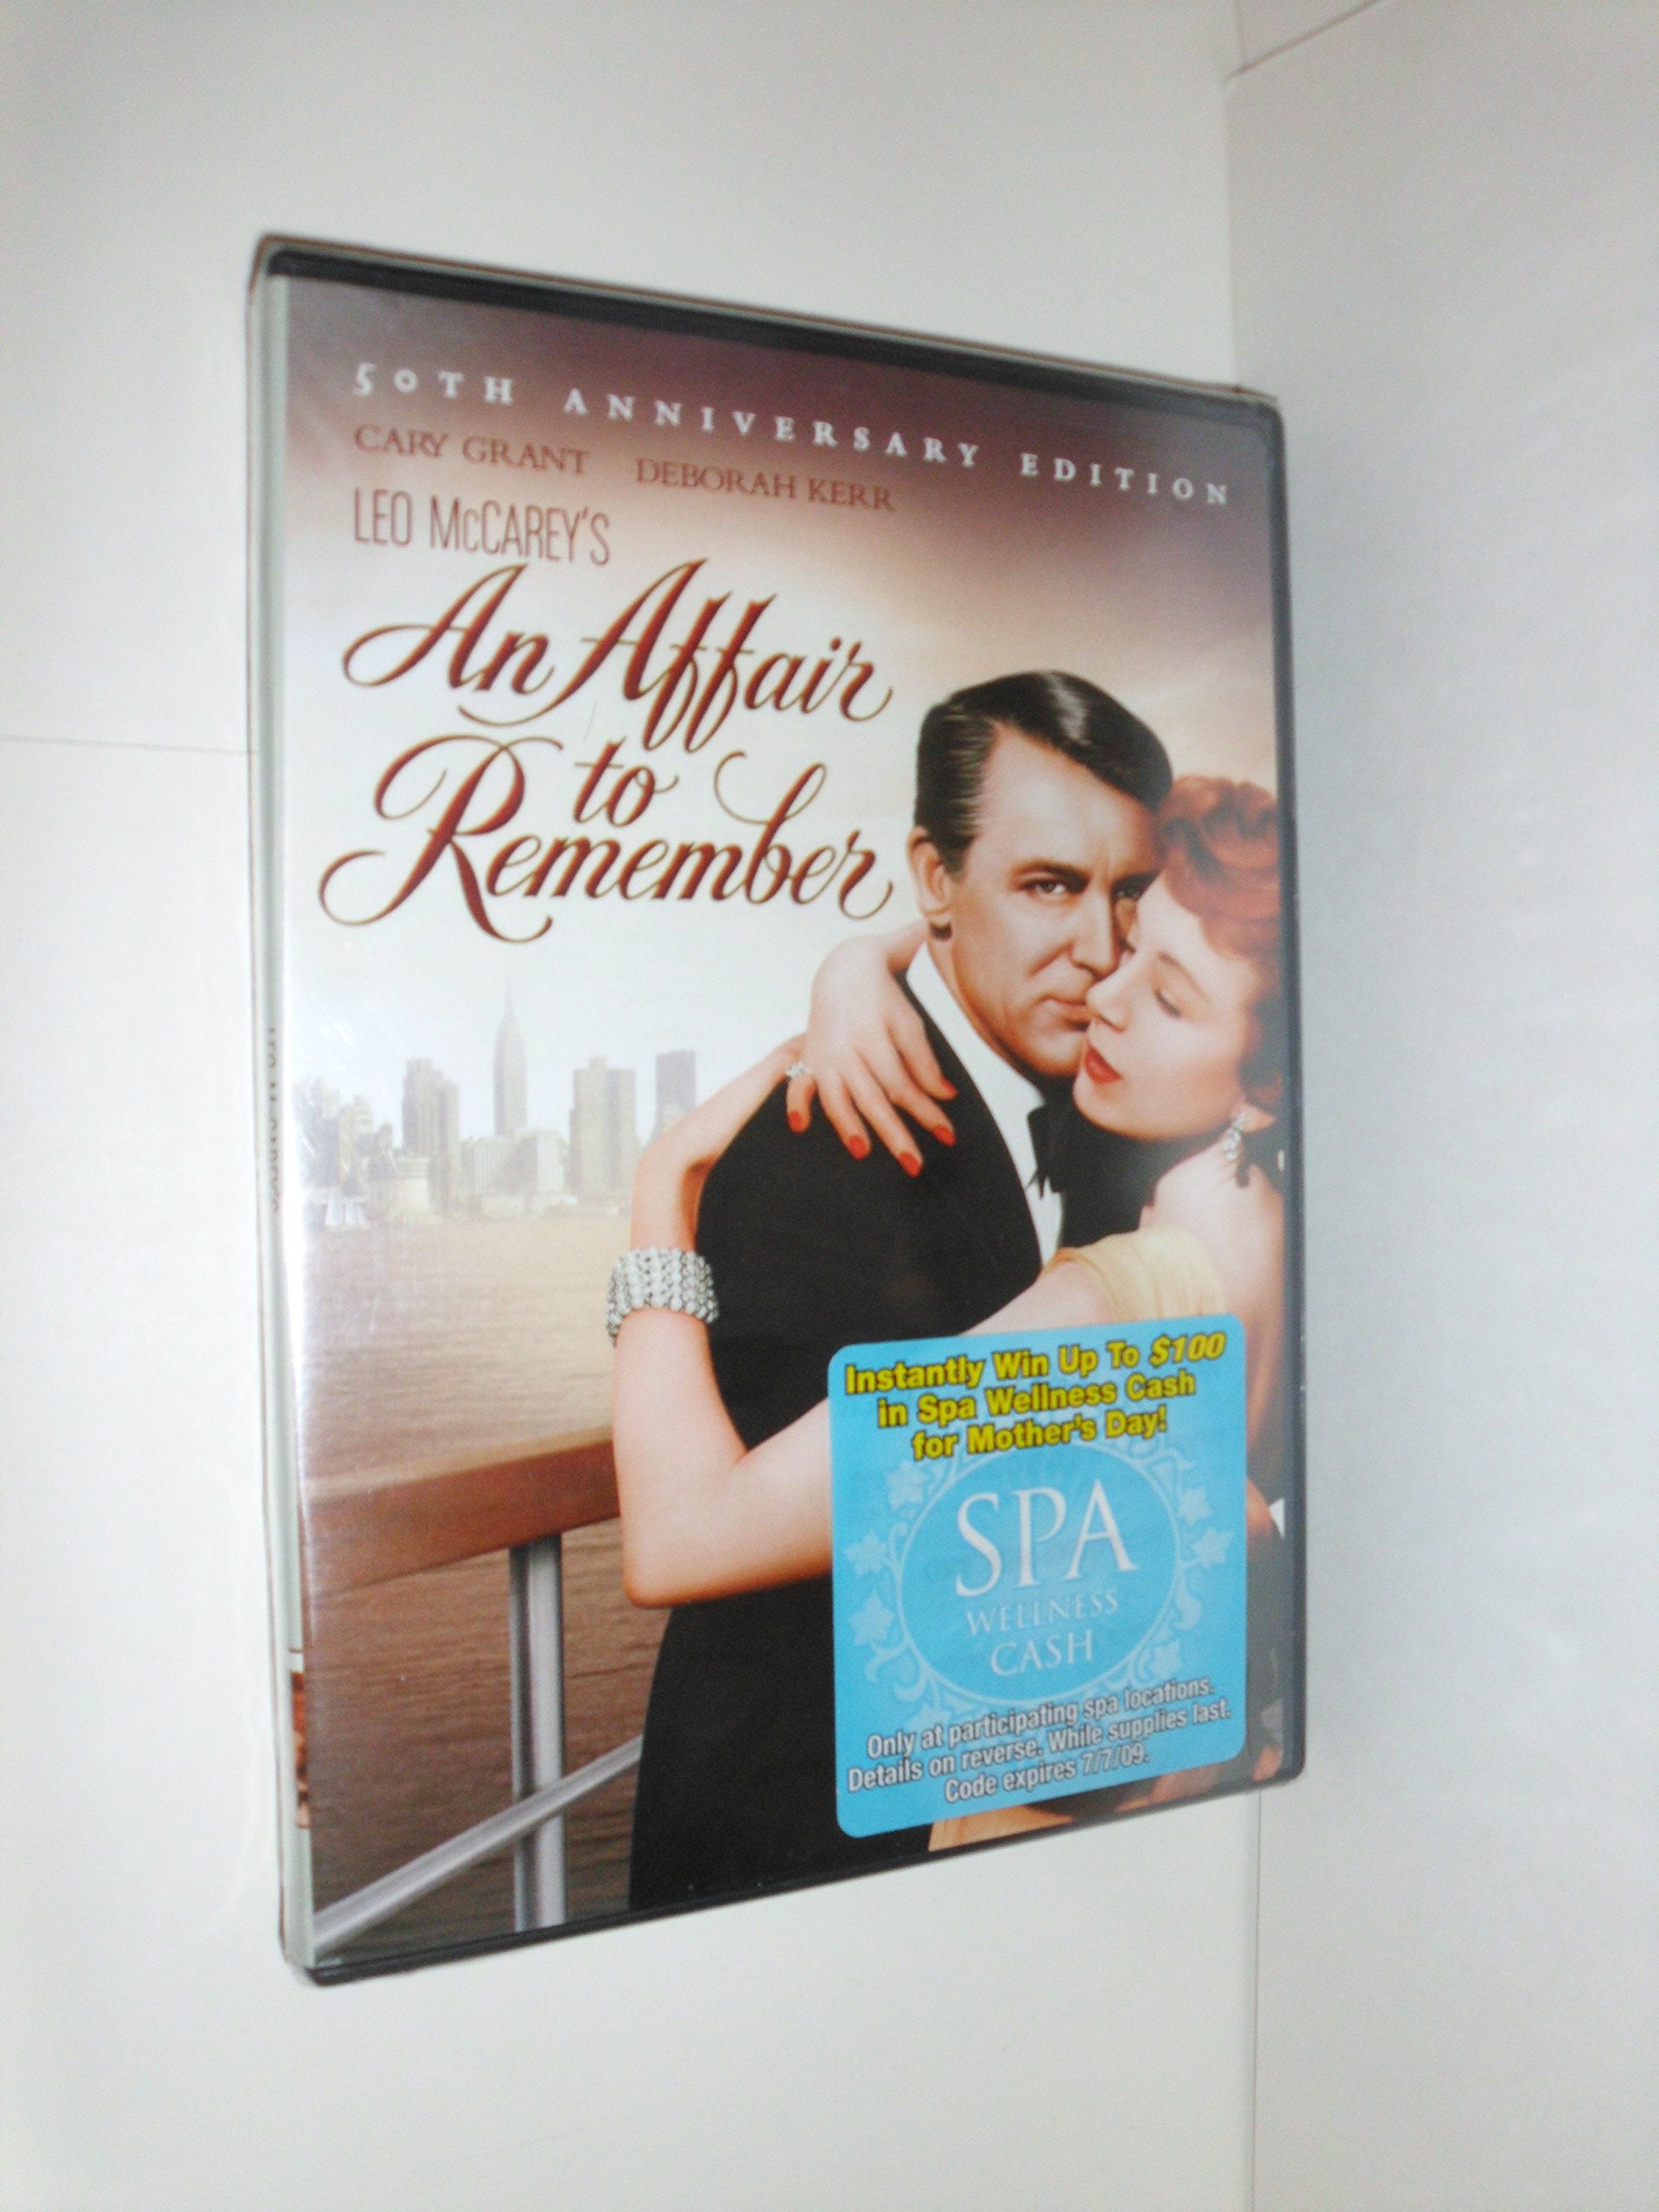 50TH ANNIVERSARY EDITION
CARY GRANT DEBORAH KERR
LEO McCAREY'S
An Affair
to
Remember
Instantly Win Up To $100
in Spa Wellness Cash
for Mother's Day!
SPA
WELLNESS
CASH
Only at participating spa locations.
Details on reverse. While supplies last.
Code expires 7/7/09.